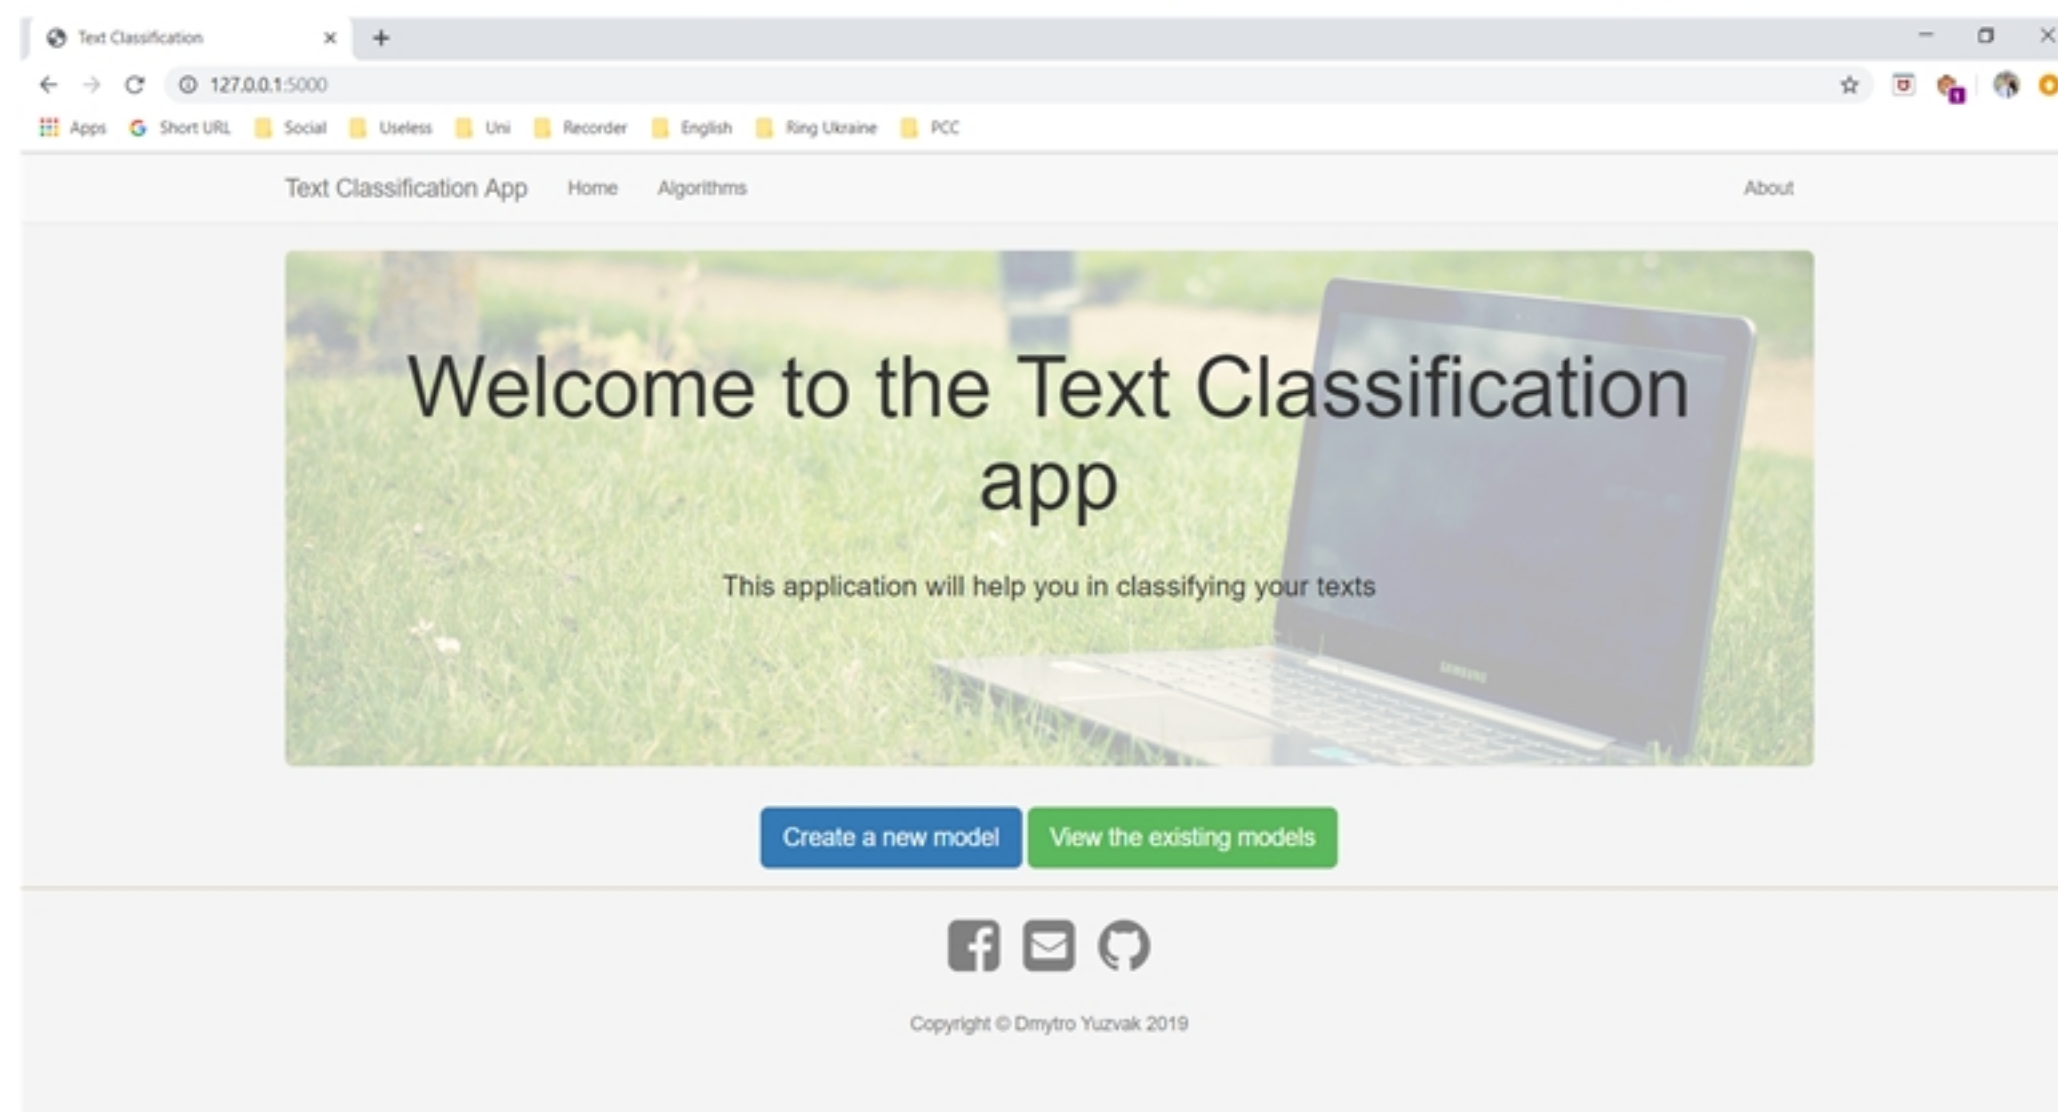 Text Classification
127.0.0.1:5000
Apps Short URL Social Useless Uni Recorder English Ring Ukraine PCC
Text Classification App Home Algorithms About
Welcome to the Text Classification
app
This application will help you in classifying your texts
SAMSUNG
Create a new model View the existing models
Copyright © Dmytro Yuzvak 2019